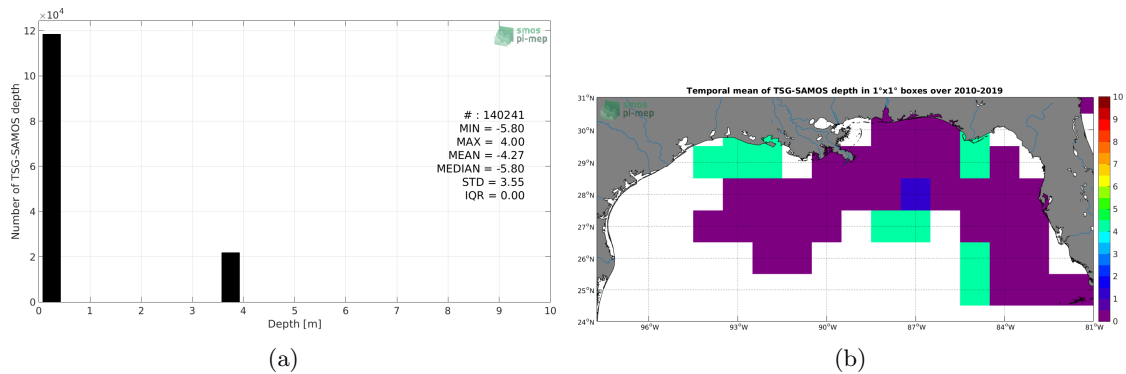 ×10⁴
12
10
8
6
4
2
0
0 1 2 3 4 5 6 7 8 9 10
Number of TSG-SAMOS depth
Depth [m]
smos
pi-mep
# : 140241
MIN = -5.80
MAX = 4.00
MEAN = -4.27
MEDIAN = -5.80
STD = 3.55
IQR = 0.00
(a)
Temporal mean of TSG-SAMOS depth in 1°x1° boxes over 2010-2019
smos
pi-mep
31°N
30°N
29°N
28°N
27°N
26°N
25°N
24°N
96°W 93°W 90°W 87°W 84°W 81°W
10
9
8
7
6
5
4
3
2
1
0
(b)